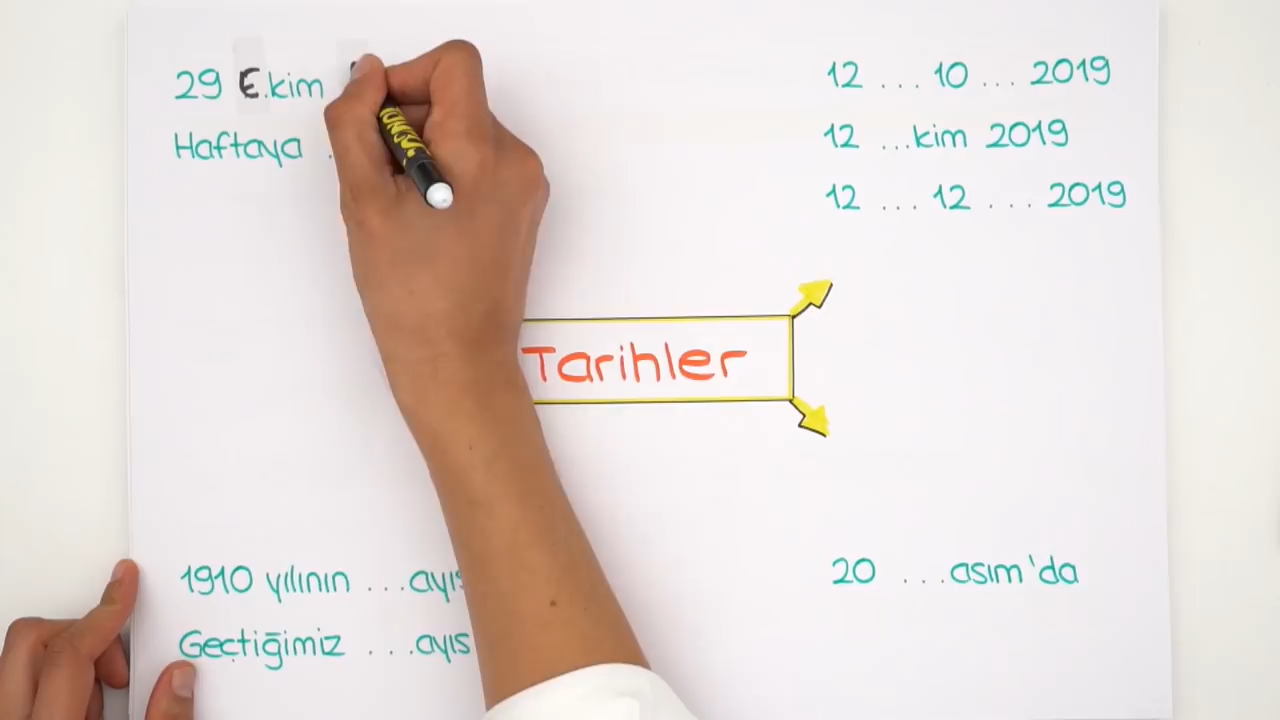 29 E.kim
Haftaya .
12 ... 10 ... 2019
12 ...kim 2019
12 ... 12 ... 2019
Tarihler
1910 yılının ...ayıs
Geçtiğimiz ...ayıs
20 ...asım'da